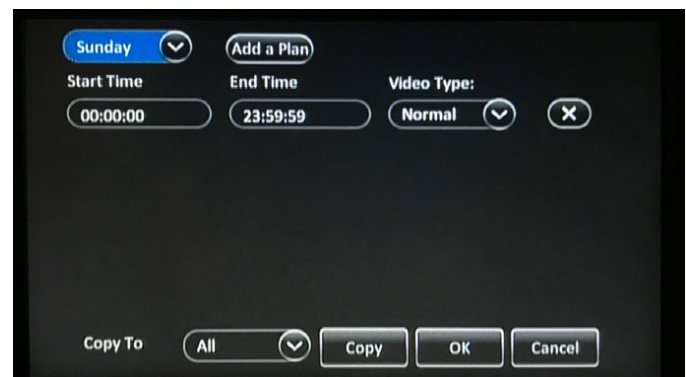 Sunday Add a Plan
Start Time End Time Video Type:
00:00:00 23:59:59 Normal
Copy To All Copy OK Cancel